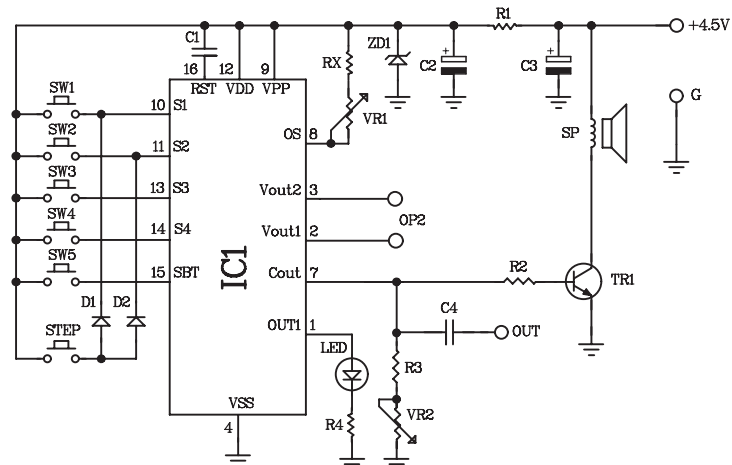 R1
+4.5V
C1
RX
ZD1
C2
C3
16 12 9
RST VDD VPP
SW1
10 S1
VR1
G
SW2
11 S2
OS 8
SP
SW3
13 S3
Vout2 3
OP2
SW4
14 S4
Vout1 2
SW5
15 SBT
IC1
Cout 7
R2
TR1
D1 D2
C4
OUT
OUT1 1
STEP
LED
R3
VSS
4
R4
VR2
+
+